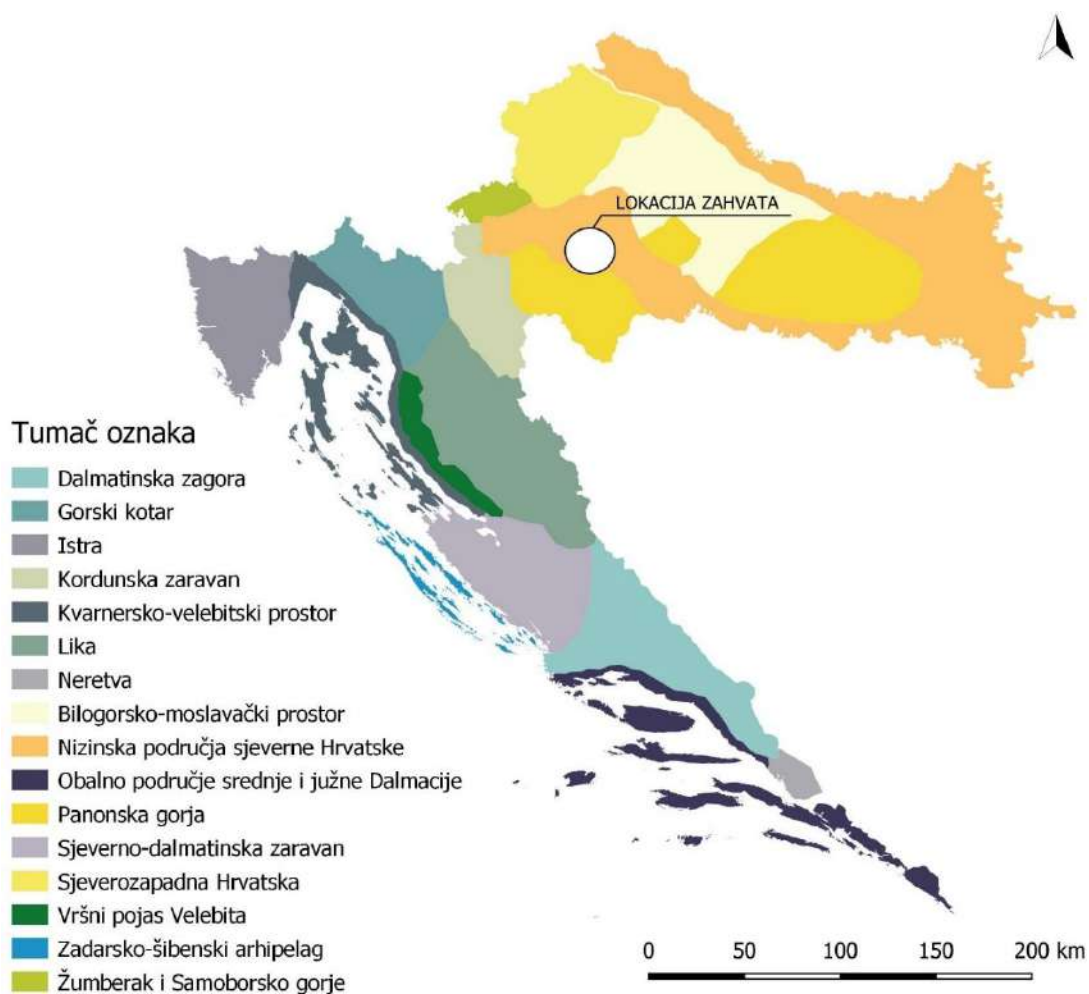 LOKACIJA ZAHVATA
Tumač oznaka
Dalmatinska zagora
Gorski kotar
Istra
Kordunska zaravan
Kvarnersko-velebitski prostor
Lika
Neretva
Bilogorsko-moslavački prostor
Nizinska područja sjeverne Hrvatske
Obalno područje srednje i južne Dalmacije
Panonska gorja
Sjeverno-dalmatinska zaravan
Sjeverozapadna Hrvatska
Vršni pojas Velebita
Zadarsko-šibenski arhipelag
Žumberak i Samoborsko gorje
0 50 100 150 200 km